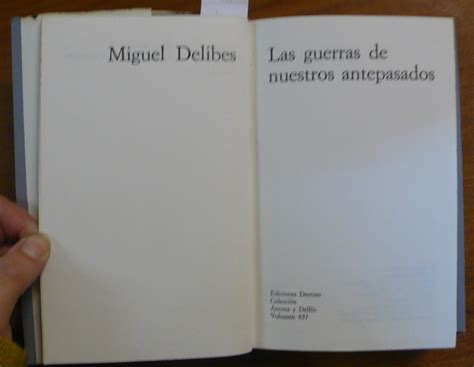 Miguel Delibes
Las guerras de
nuestros antepasados
Ediciones Destino
Colección
Áncora y Delfín
Volumen 457